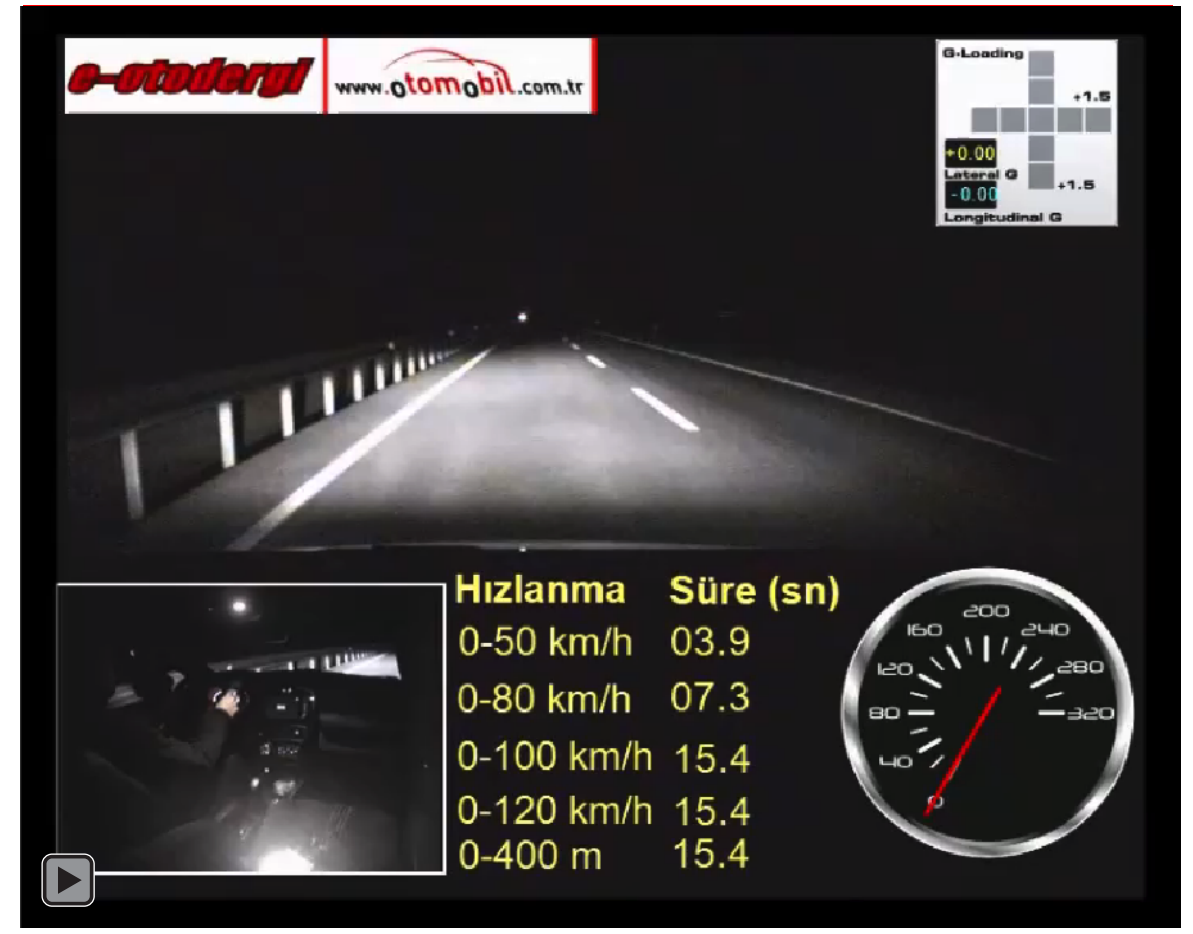 e-otodergi
www.otomobil.com.tr
G-Loading
+1.5
+0.00
Lateral G
-0.00
+1.5
Longitudinal G
Hızlanma Süre (sn)
0-50 km/h 03.9
0-80 km/h 07.3
0-100 km/h 15.4
0-120 km/h 15.4
0-400 m 15.4
0
40
80
120
160
200
240
280
320